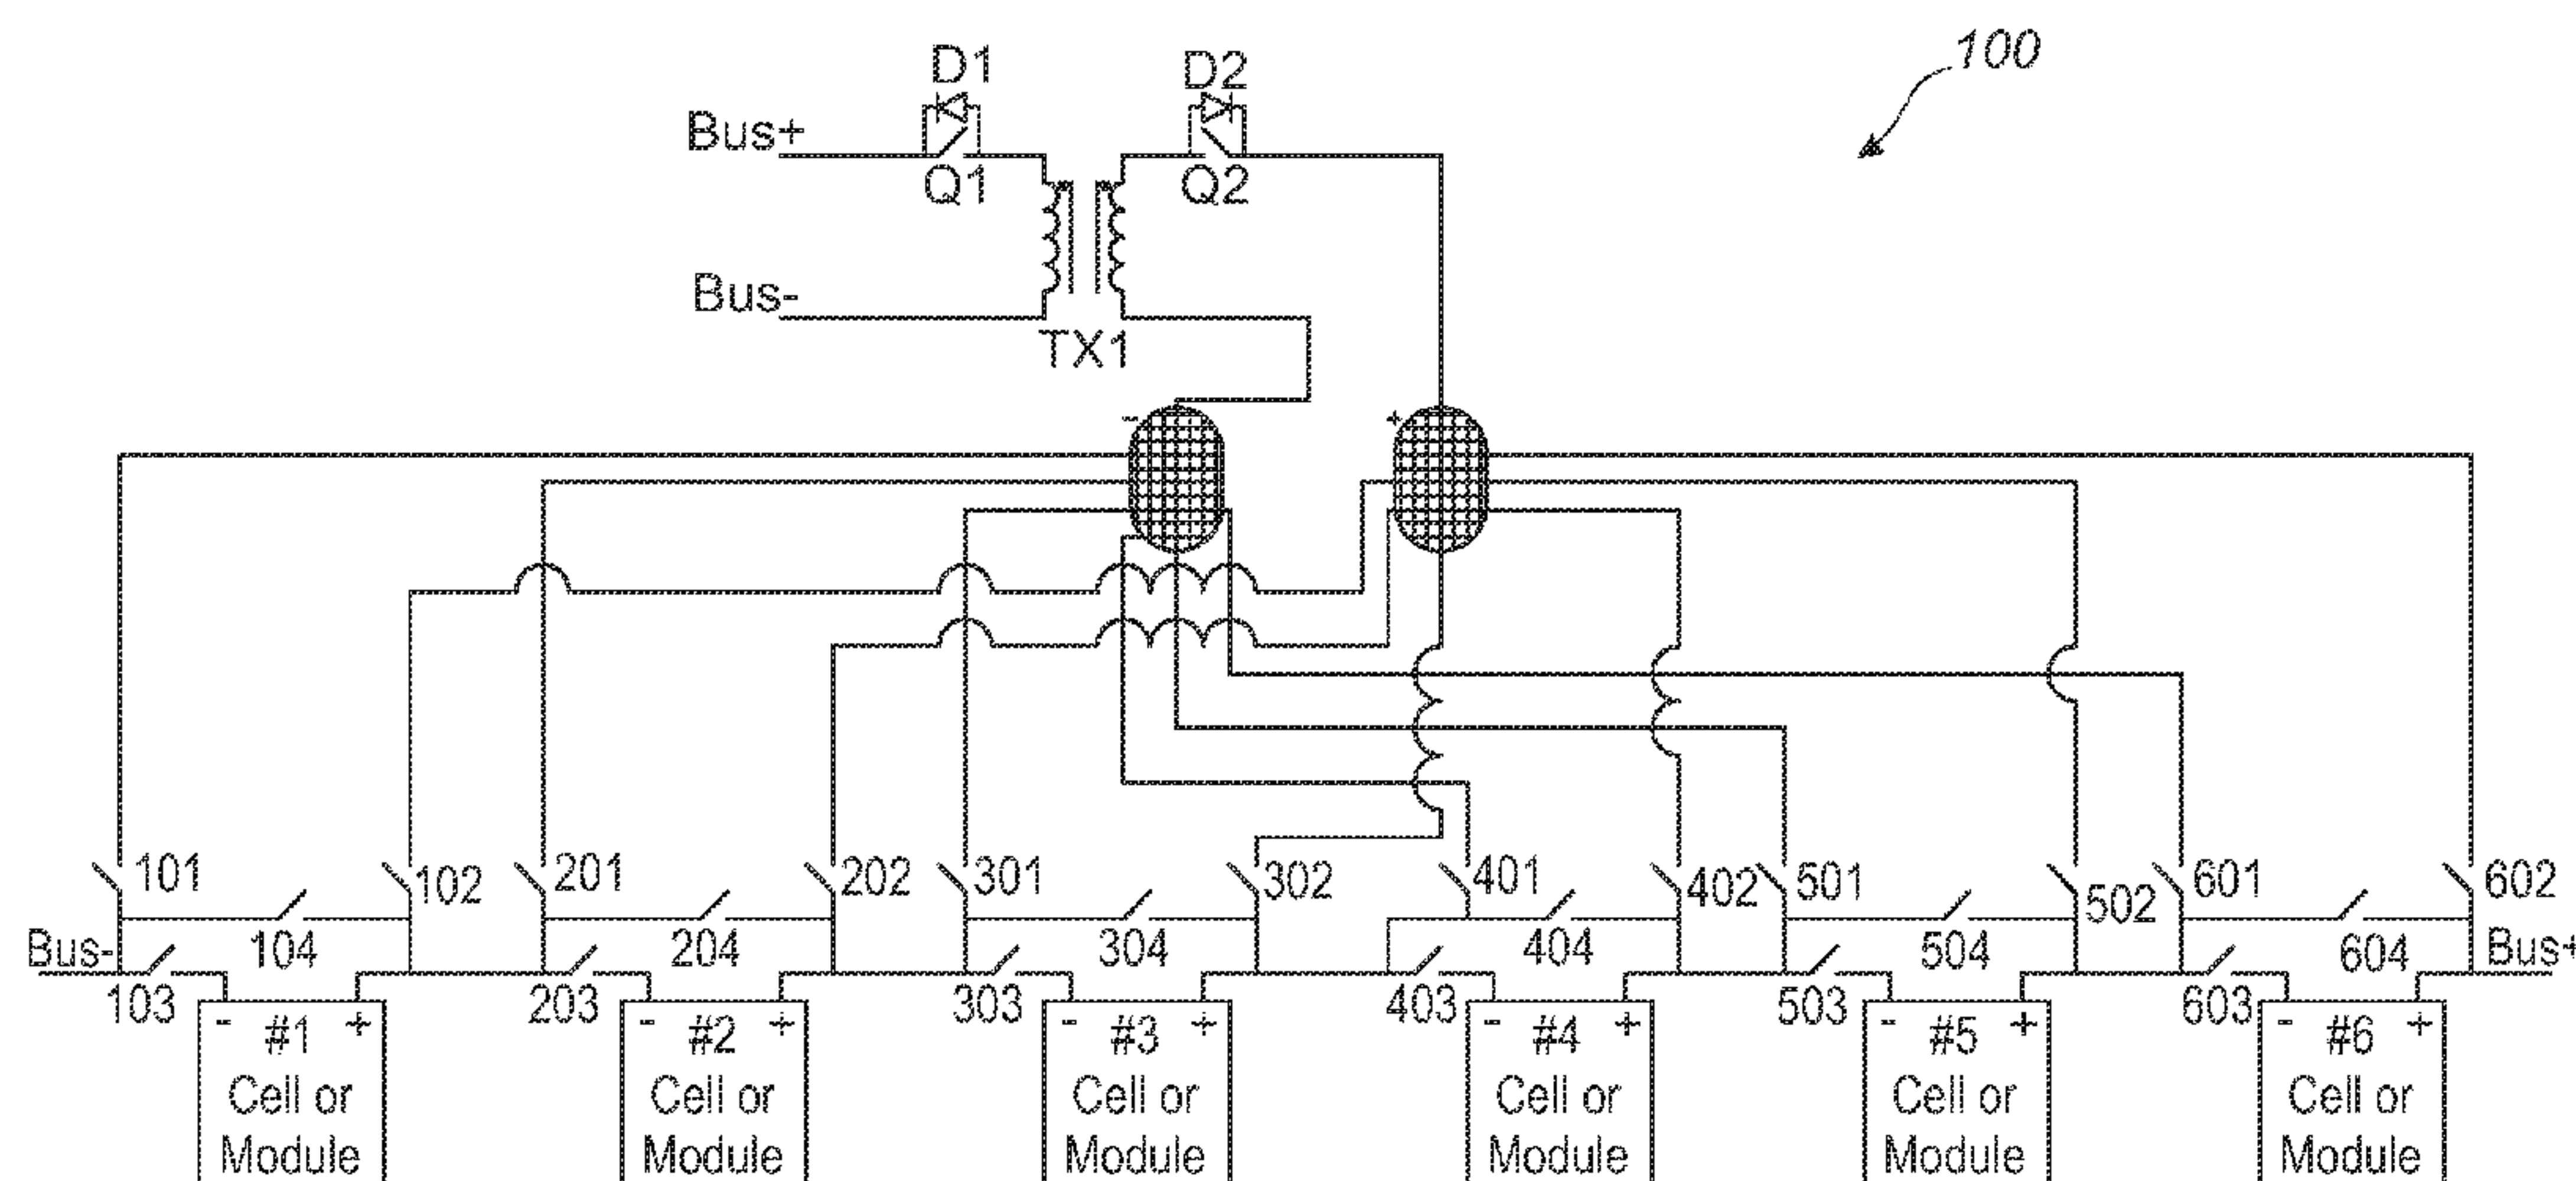 100
D1 D2
Bus+
Q1 Q2
Bus-
TX1
- +
101 102 201 202 301 302 401 402 501 502 601 602
Bus- 104 204 304 404 504 604 Bus+
103 203 303 403 503 603
- #1 + - #2 + - #3 + - #4 + - #5 + - #6 +
Cell or Cell or Cell or Cell or Cell or Cell or
Module Module Module Module Module Module